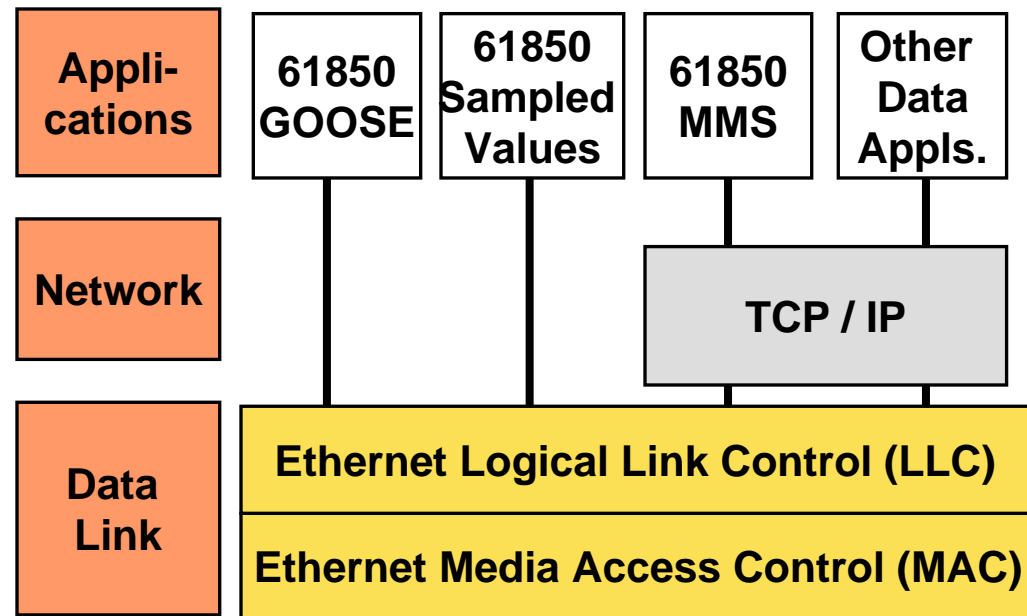 Appli-
cations
61850
GOOSE
61850
Sampled
Values
61850
MMS
Other
Data
Appls.
Network
TCP / IP
Data
Link
Ethernet Logical Link Control (LLC)
Ethernet Media Access Control (MAC)